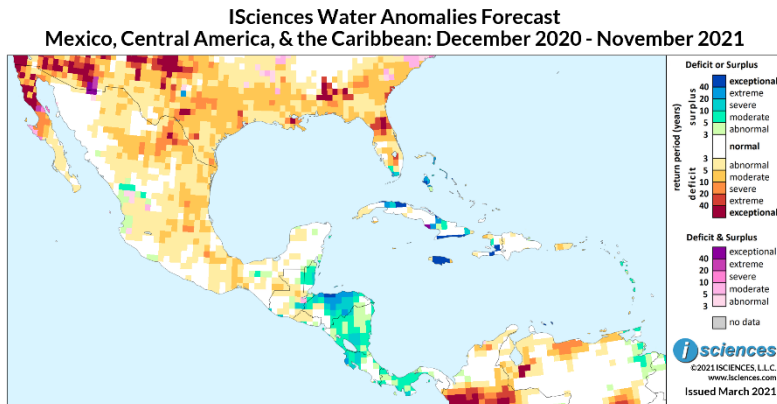 ISciences Water Anomalies Forecast
Mexico, Central America, & the Caribbean: December 2020 - November 2021
Deficit or Surplus
return period (years)
surplus
deficit
exceptional
40
extreme
20
severe
10
moderate
5
abnormal
3
normal
3
abnormal
5
moderate
10
severe
20
extreme
40
exceptional
Deficit & Surplus
exceptional
40
extreme
20
severe
10
moderate
5
abnormal
3
no data
i sciences
©2021 ISCIENCES, L.L.C.
www.isciences.com
Issued March 2021